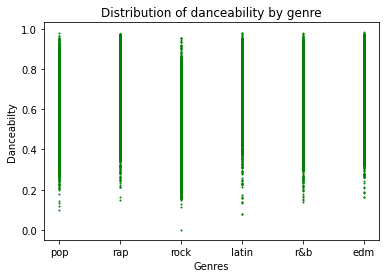 Distribution of danceability by genre
1.0
0.8
0.6
0.4
0.2
0.0
Danceabilty
pop rap rock latin r&b edm
Genres